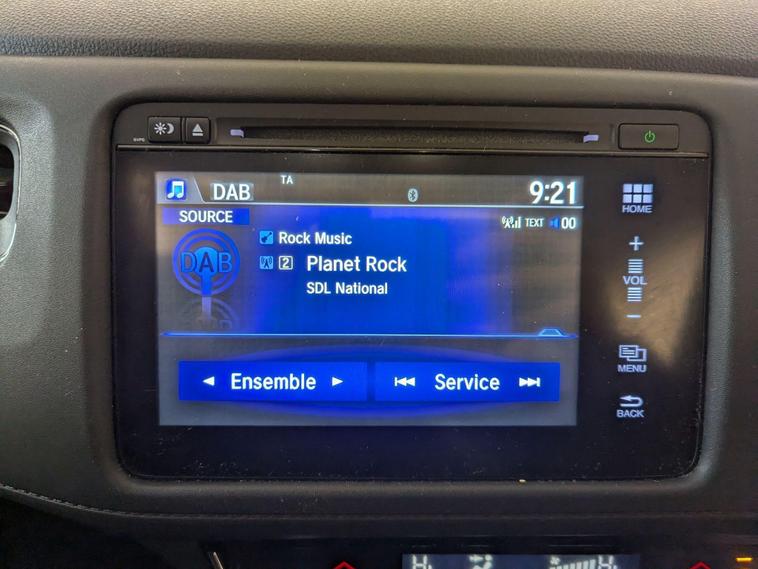 DAB TA 9:21
SOURCE
TEXT 00
DAB
Rock Music
2 Planet Rock
SDL National
Ensemble
Service
HOME
+
VOL
-
MENU
BACK